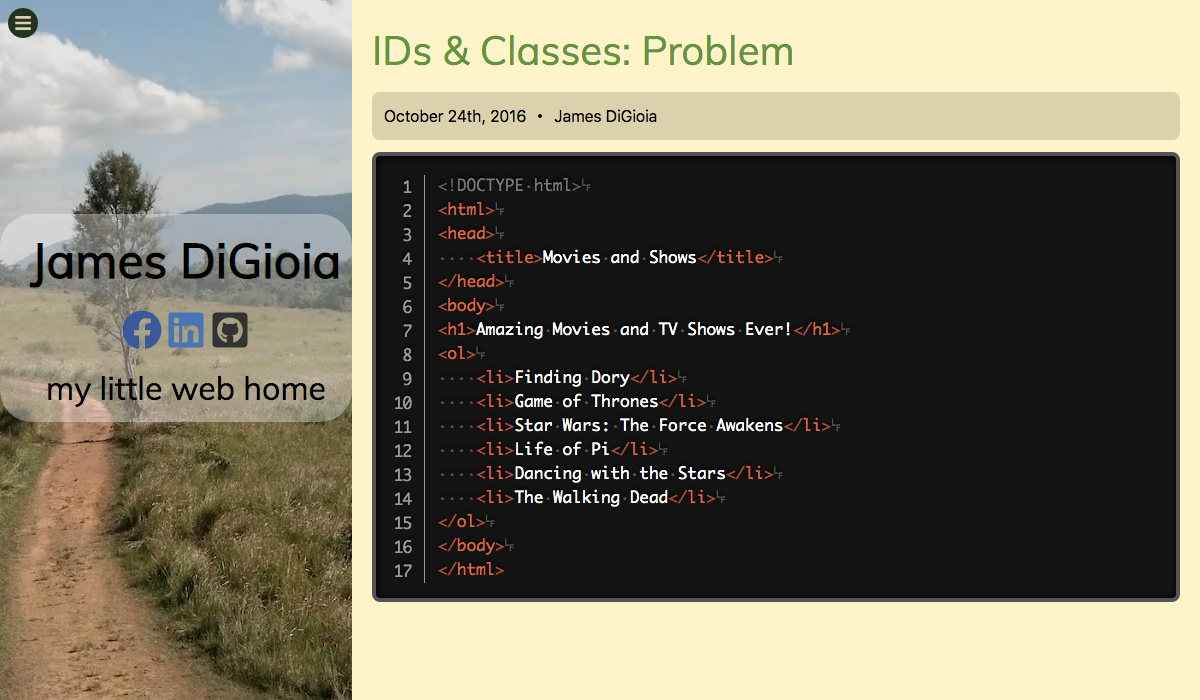 James DiGioia
my little web home
IDs & Classes: Problem
October 24th, 2016 • James DiGioia
1 <!DOCTYPE html>
2 <html>
3 <head>
4     <title>Movies and Shows</title>
5 </head>
6 <body>
7 <h1>Amazing Movies and TV Shows Ever!</h1>
8 <ol>
9     <li>Finding Dory</li>
10     <li>Game of Thrones</li>
11     <li>Star Wars: The Force Awakens</li>
12     <li>Life of Pi</li>
13     <li>Dancing with the Stars</li>
14     <li>The Walking Dead</li>
15 </ol>
16 </body>
17 </html>